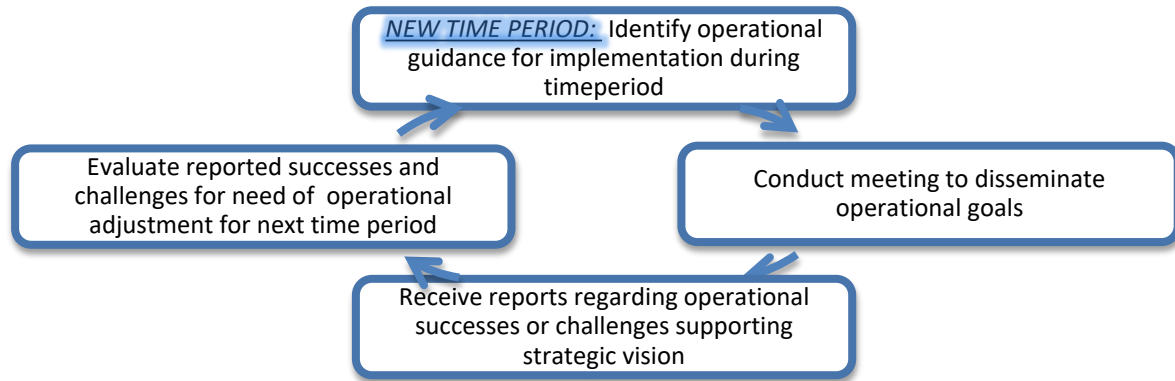 NEW TIME PERIOD: Identify operational
guidance for implementation during
timeperiod
Evaluate reported successes and
challenges for need of operational
adjustment for next time period
Conduct meeting to disseminate
operational goals
Receive reports regarding operational
successes or challenges supporting
strategic vision